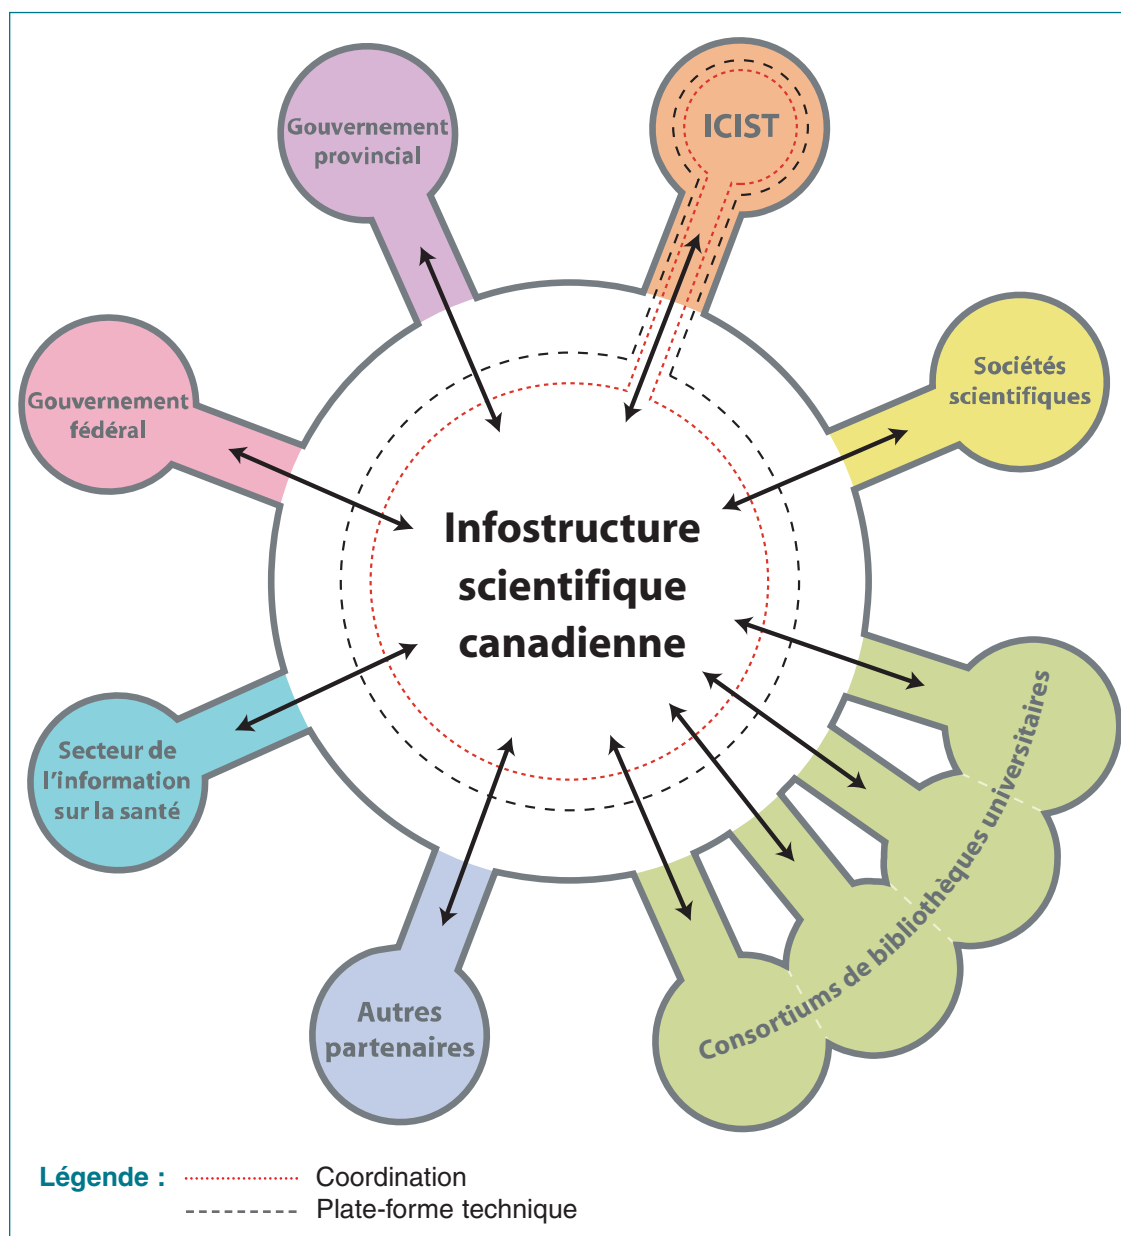 Gouvernement
provincial
ICIST
Gouvernement
fédéral
Sociétés
scientifiques
Infostructure
scientifique
canadienne
Secteur de
l'information
sur la santé
Autres
partenaires
Consortiums de bibliothèques universitaires
Légende :
Coordination
Plate-forme technique